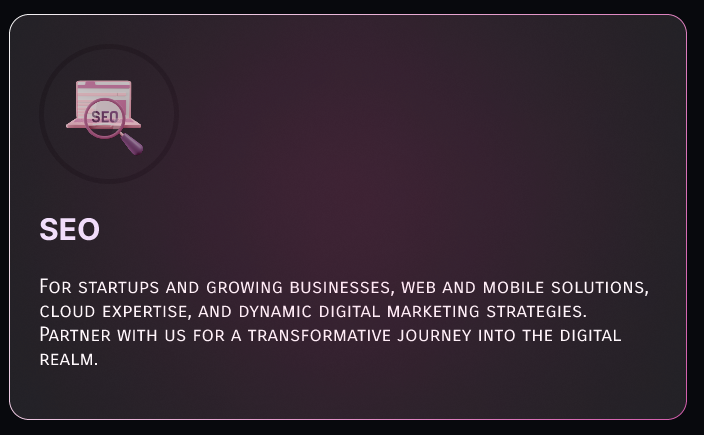 SEO
SEO
For startups and growing businesses, web and mobile solutions,
cloud expertise, and dynamic digital marketing strategies.
Partner with us for a transformative journey into the digital
realm.